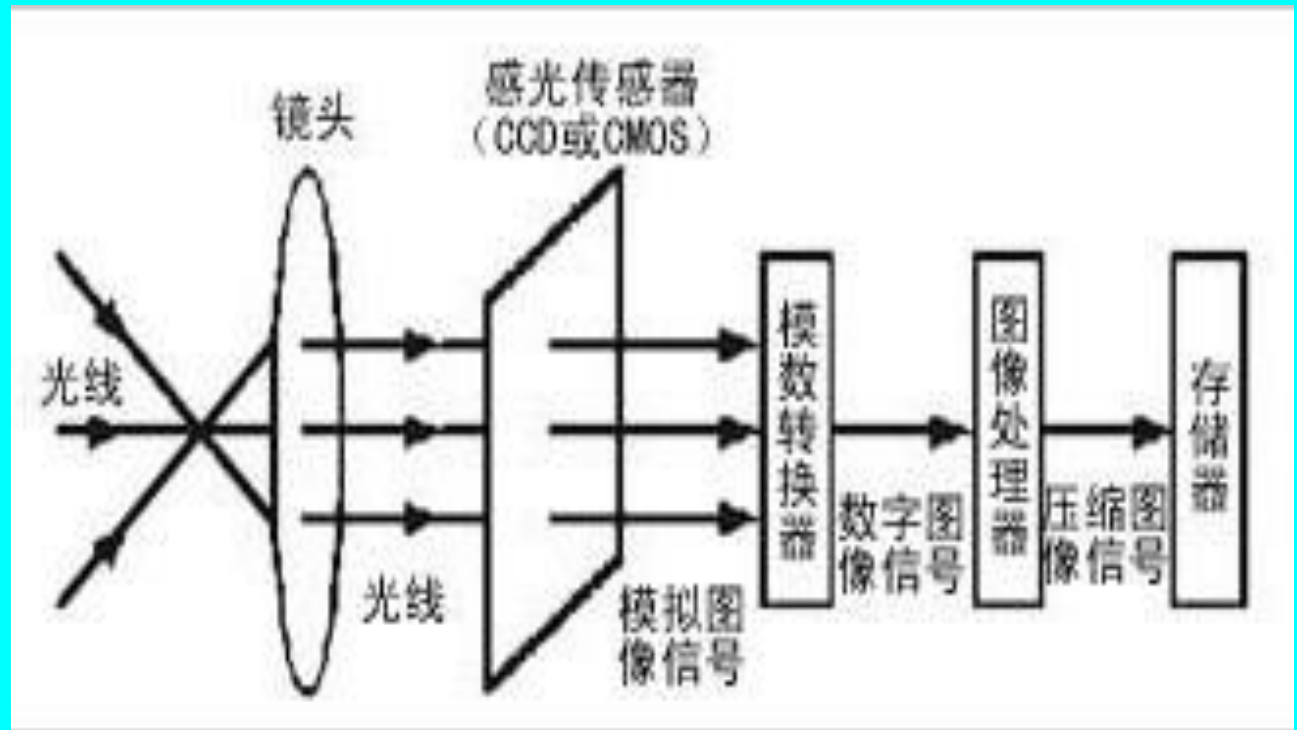 镜头
感光传感器
（CCD或CMOS）
光线
光线
模拟图
像信号
模数转换器
数字图
像信号
图像处理器
压缩图
像信号
存储器